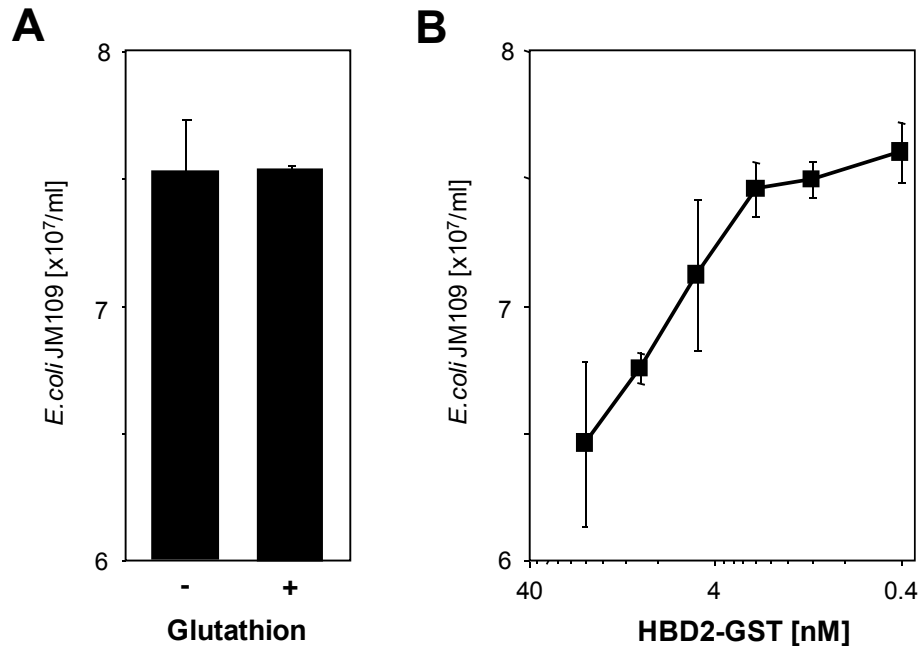 A
8
7
6
E.coli JM109 [x10⁷/ml]
- +
Glutathion
B
8
7
6
E.coli JM109 [x10⁷/ml]
40 4 0.4
HBD2-GST [nM]